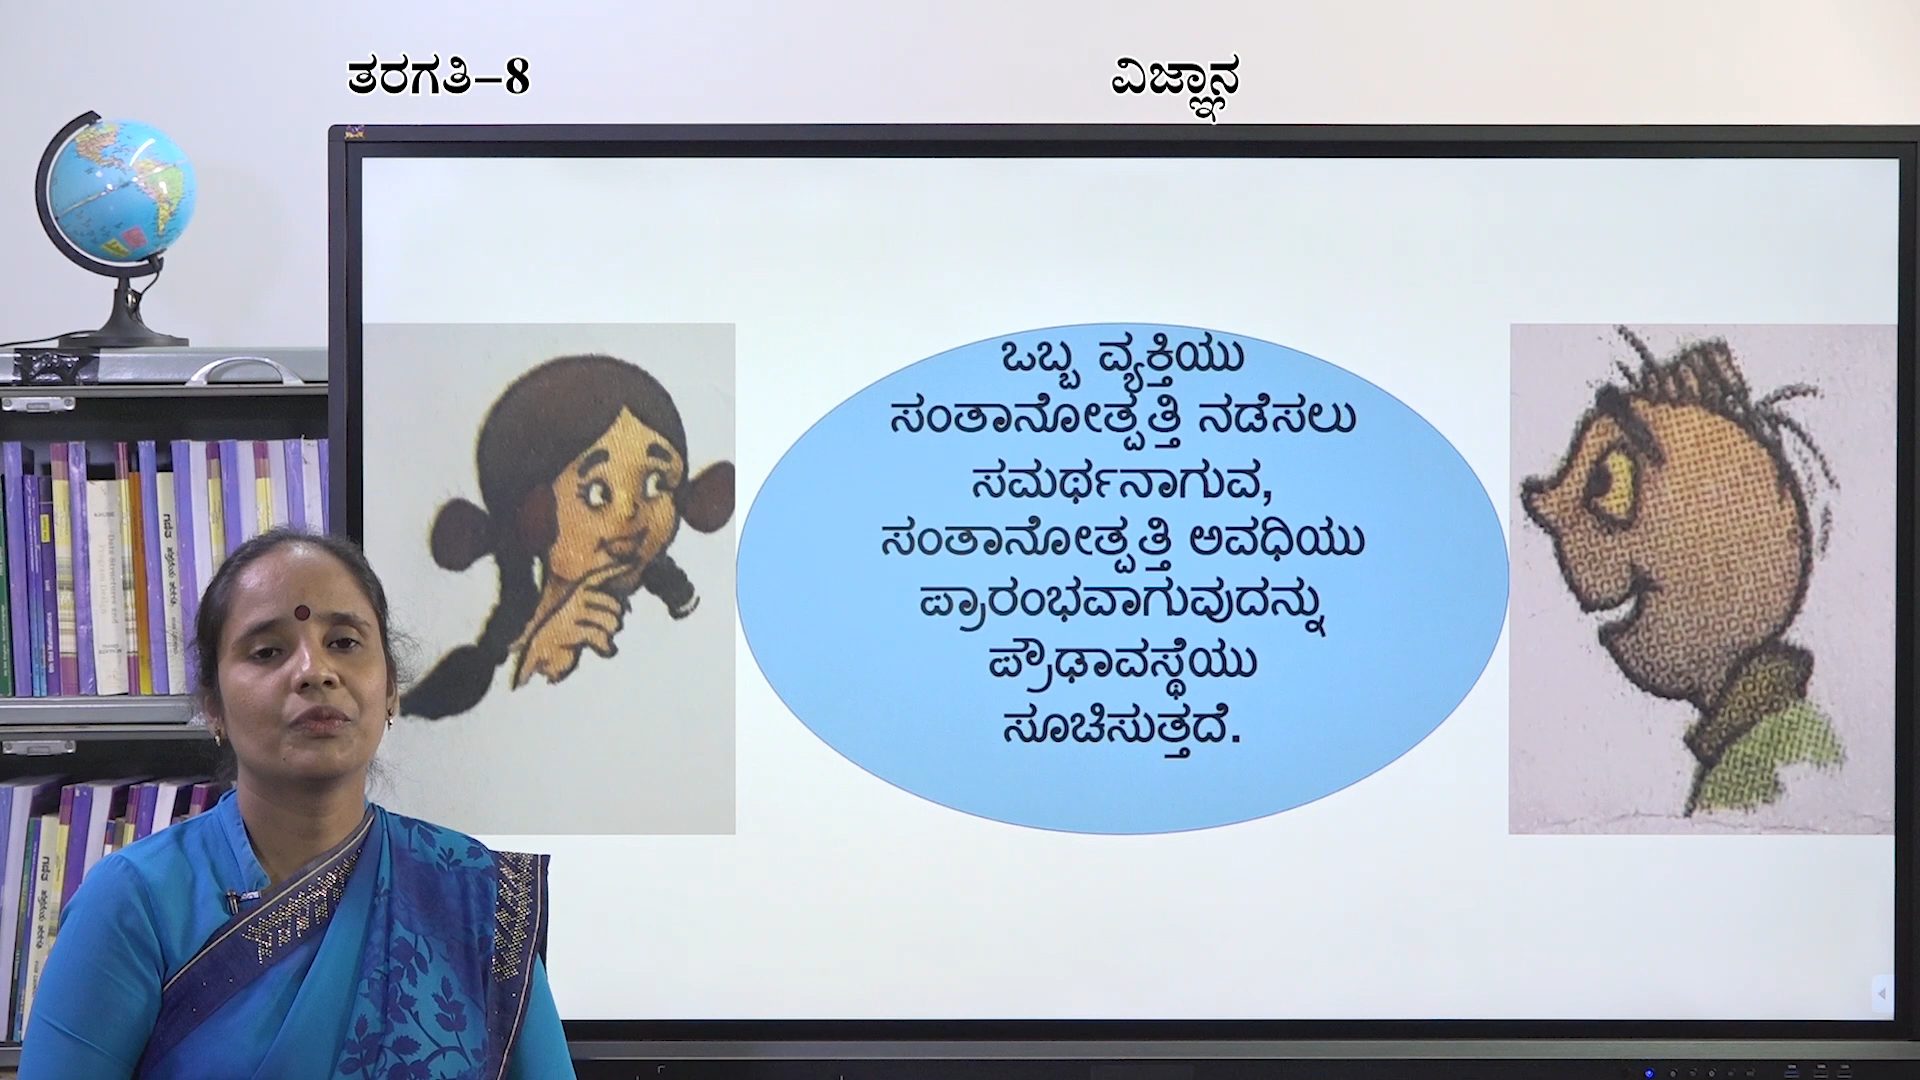 ತರಗತಿ–8
ವಿಜ್ಞಾನ
ಒಬ್ಬ ವ್ಯಕ್ತಿಯು
ಸಂತಾನೋತ್ಪತ್ತಿ ನಡೆಸಲು
ಸಮರ್ಥನಾಗುವ,
ಸಂತಾನೋತ್ಪತ್ತಿ ಅವಧಿಯು
ಪ್ರಾರಂಭವಾಗುವುದನ್ನು
ಪ್ರೌಢಾವಸ್ಥೆಯು
ಸೂಚಿಸುತ್ತದೆ.